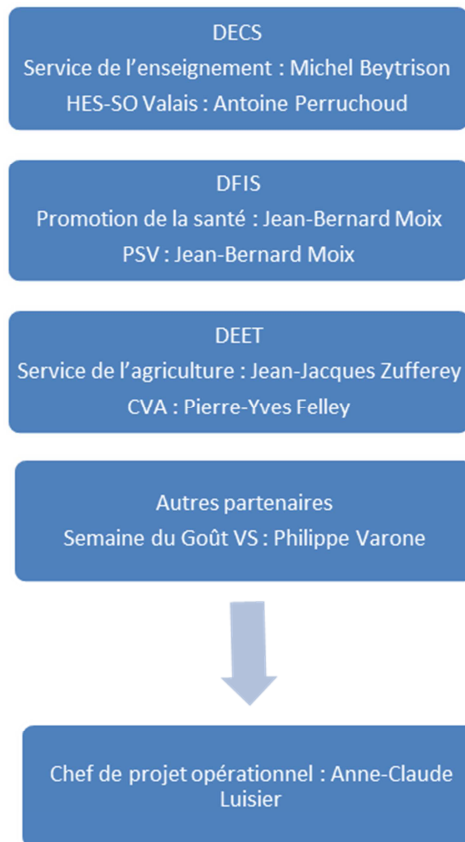 DECS
Service de l'enseignement : Michel Beytrison
HES-SO Valais : Antoine Perruchoud
DFIS
Promotion de la santé : Jean-Bernard Moix
PSV : Jean-Bernard Moix
DEET
Service de l'agriculture : Jean-Jacques Zufferey
CVA : Pierre-Yves Felley
Autres partenaires
Semaine du Goût VS : Philippe Varone
Chef de projet opérationnel : Anne-Claude
Luisier